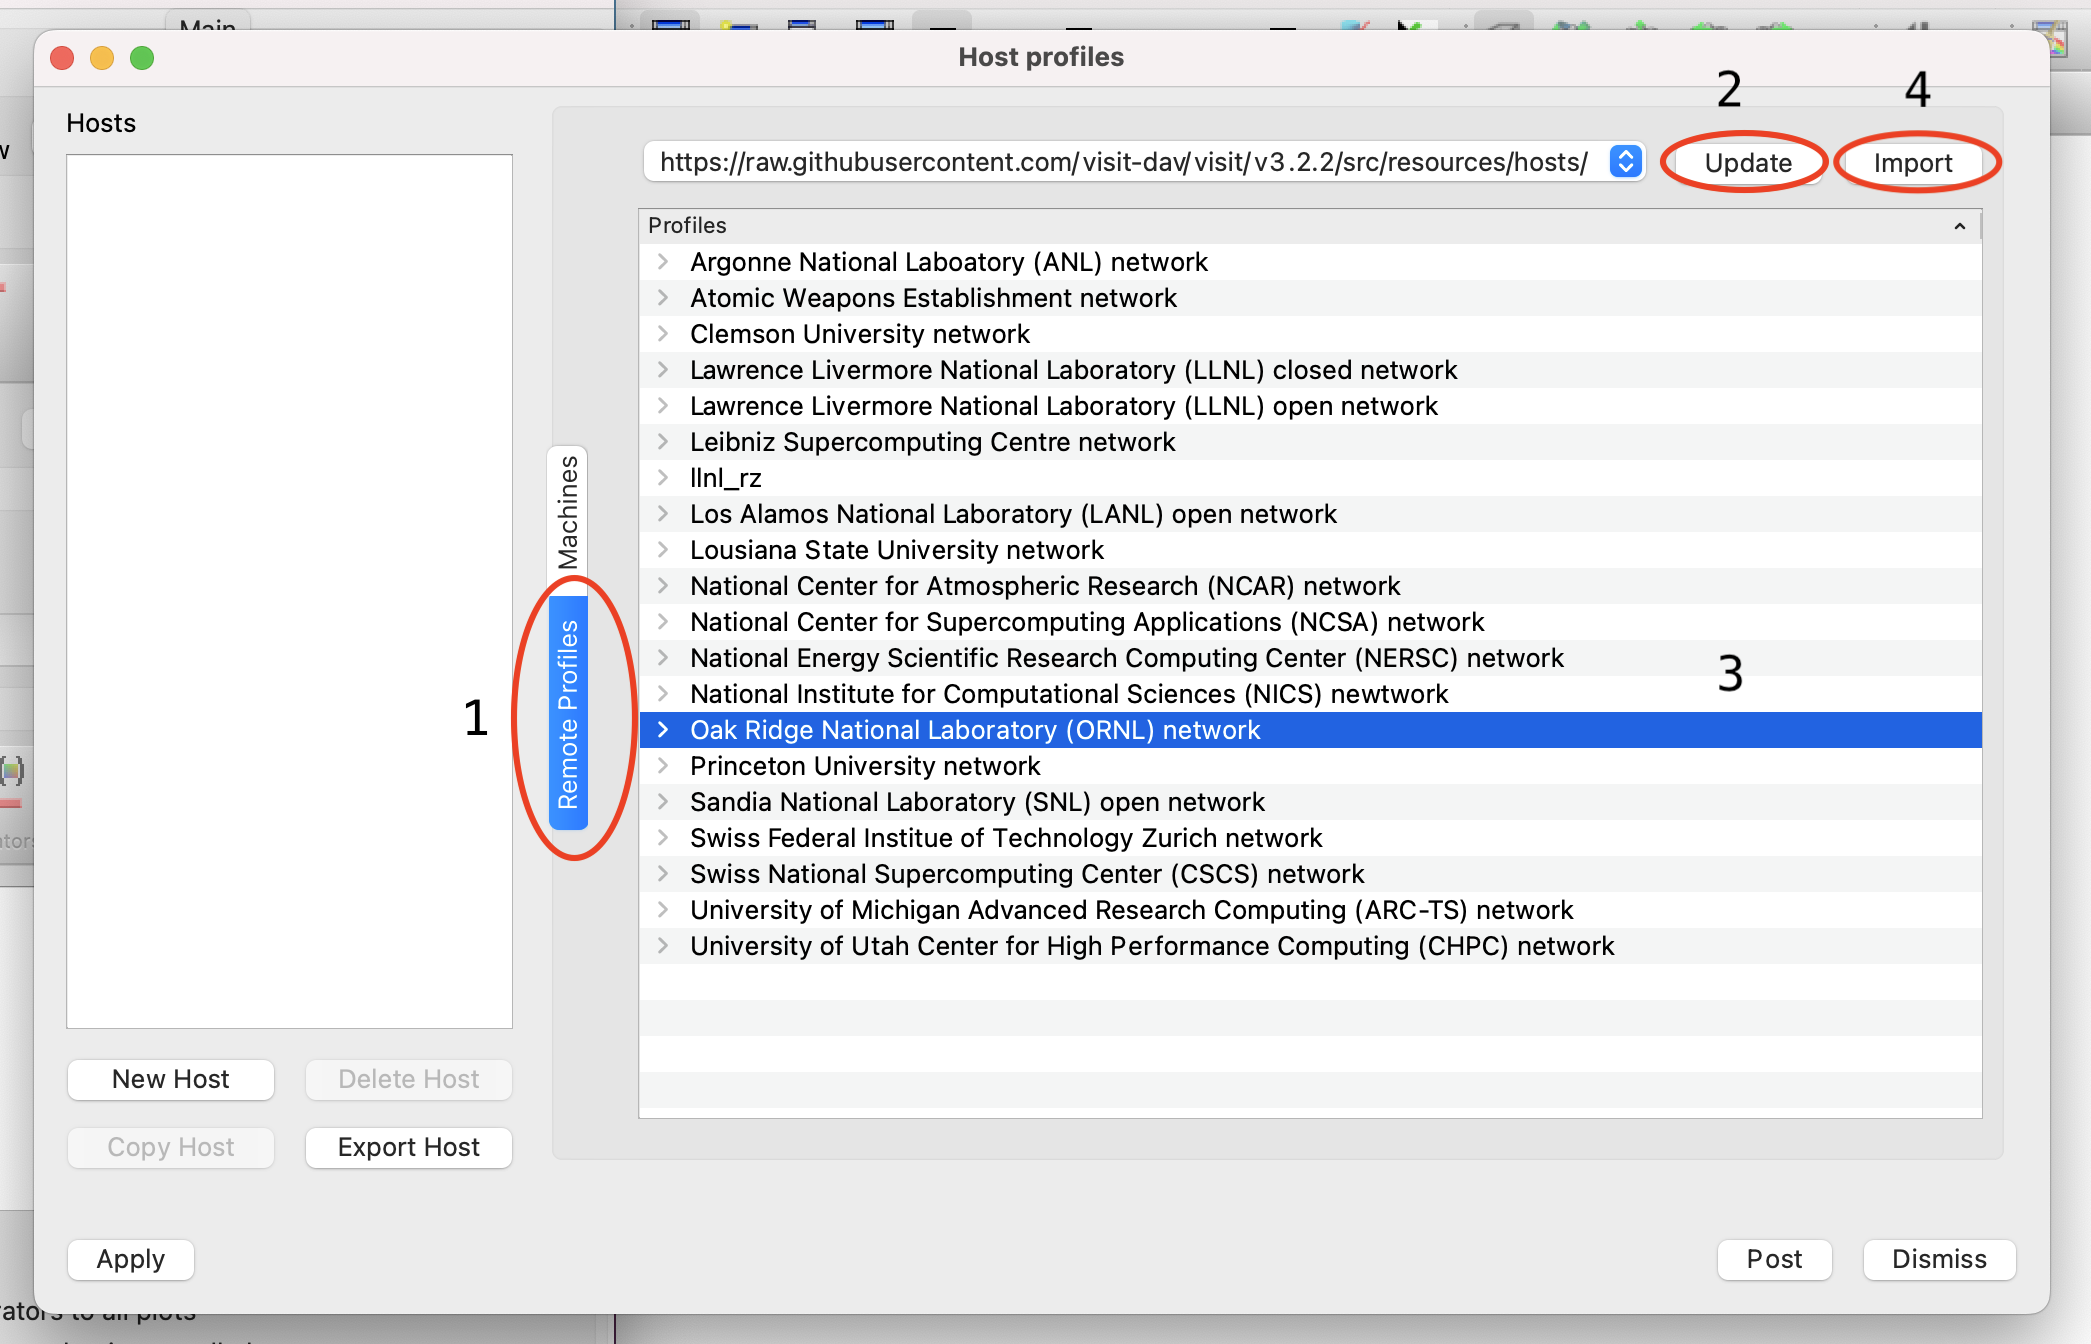 Main
Host profiles
2
4
Hosts
w
https://raw.githubusercontent.com/visit-dav/visit/v3.2.2/src/resources/hosts/
Update
Import
Profiles
Argonne National Laboatory (ANL) network
Atomic Weapons Establishment network
Clemson University network
Lawrence Livermore National Laboratory (LLNL) closed network
Lawrence Livermore National Laboratory (LLNL) open network
Leibniz Supercomputing Centre network
llnl_rz
Los Alamos National Laboratory (LANL) open network
Lousiana State University network
National Center for Atmospheric Research (NCAR) network
National Center for Supercomputing Applications (NCSA) network
National Energy Scientific Research Computing Center (NERSC) network
3
National Institute for Computational Sciences (NICS) newtwork
Oak Ridge National Laboratory (ORNL) network
Princeton University network
Sandia National Laboratory (SNL) open network
Swiss Federal Institue of Technology Zurich network
Swiss National Supercomputing Center (CSCS) network
University of Michigan Advanced Research Computing (ARC-TS) network
University of Utah Center for High Performance Computing (CHPC) network
Machines
1
Remote Profiles
New Host
Delete Host
Copy Host
Export Host
Apply
Post
Dismiss
to all plots